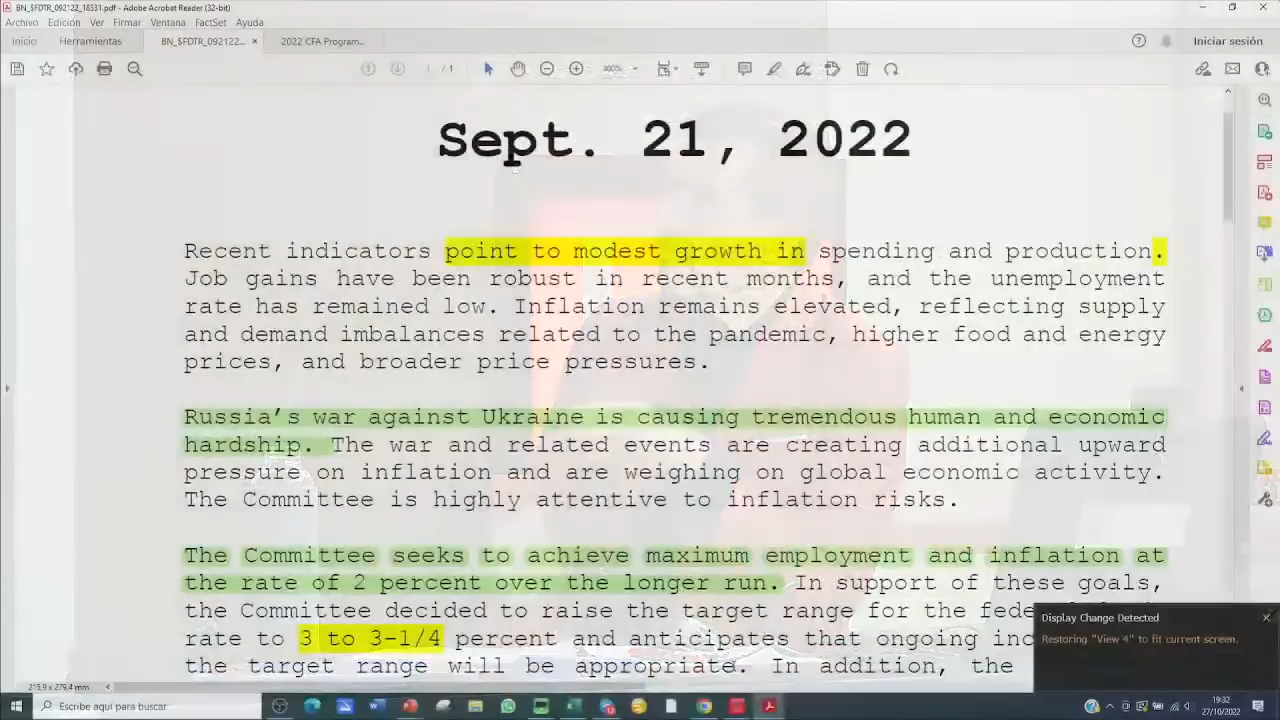 BN_$FDTR_092122_18331.pdf - Adobe Acrobat Reader (32-bit)
Archivo Edición Ver Firmar Ventana FactSet Ayuda
Inicio Herramientas BN_$FDTR_092122... × 2022 CFA Program... Iniciar sesión
/ 1 400%
Sept. 21, 2022
Recent indicators point to modest growth in spending and production.
Job gains have been robust in recent months, and the unemployment
rate has remained low. Inflation remains elevated, reflecting supply
and demand imbalances related to the pandemic, higher food and energy
prices, and broader price pressures.
Russia’s war against Ukraine is causing tremendous human and economic
hardship. The war and related events are creating additional upward
pressure on inflation and are weighing on global economic activity.
The Committee is highly attentive to inflation risks.
The Committee seeks to achieve maximum employment and inflation at
the rate of 2 percent over the longer run. In support of these goals,
the Committee decided to raise the target range for the
rate to 3 to 3-1/4 percent and anticipates that ongoing
the target range will be appropriate. In addition, the
Display Change Detected
Restoring "View 4" to fit current screen.
215,9 x 279,4 mm
Escribe aquí para buscar
19:32
27/10/2022